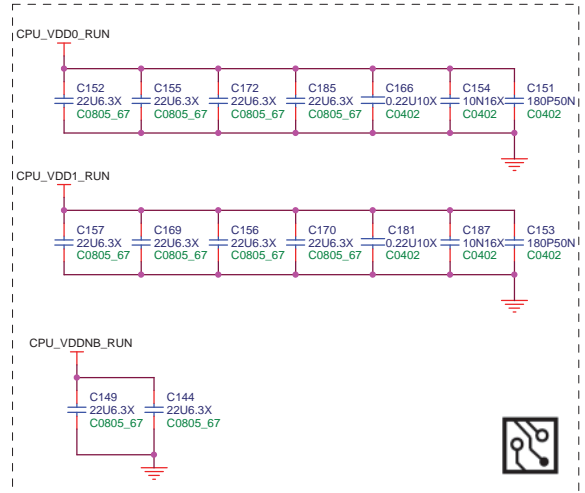 CPU_VDD0_RUN
C152 C155 C172 C185 C166 C154 C151
22U6.3X 22U6.3X 22U6.3X 22U6.3X 0.22U10X 10N16X 180P50N
C0805_67 C0805_67 C0805_67 C0805_67 C0402 C0402 C0402
CPU_VDD1_RUN
C157 C169 C156 C170 C181 C187 C153
22U6.3X 22U6.3X 22U6.3X 22U6.3X 0.22U10X 10N16X 180P50N
C0805_67 C0805_67 C0805_67 C0805_67 C0402 C0402 C0402
CPU_VDDNB_RUN
C149 C144
22U6.3X 22U6.3X
C0805_67 C0805_67